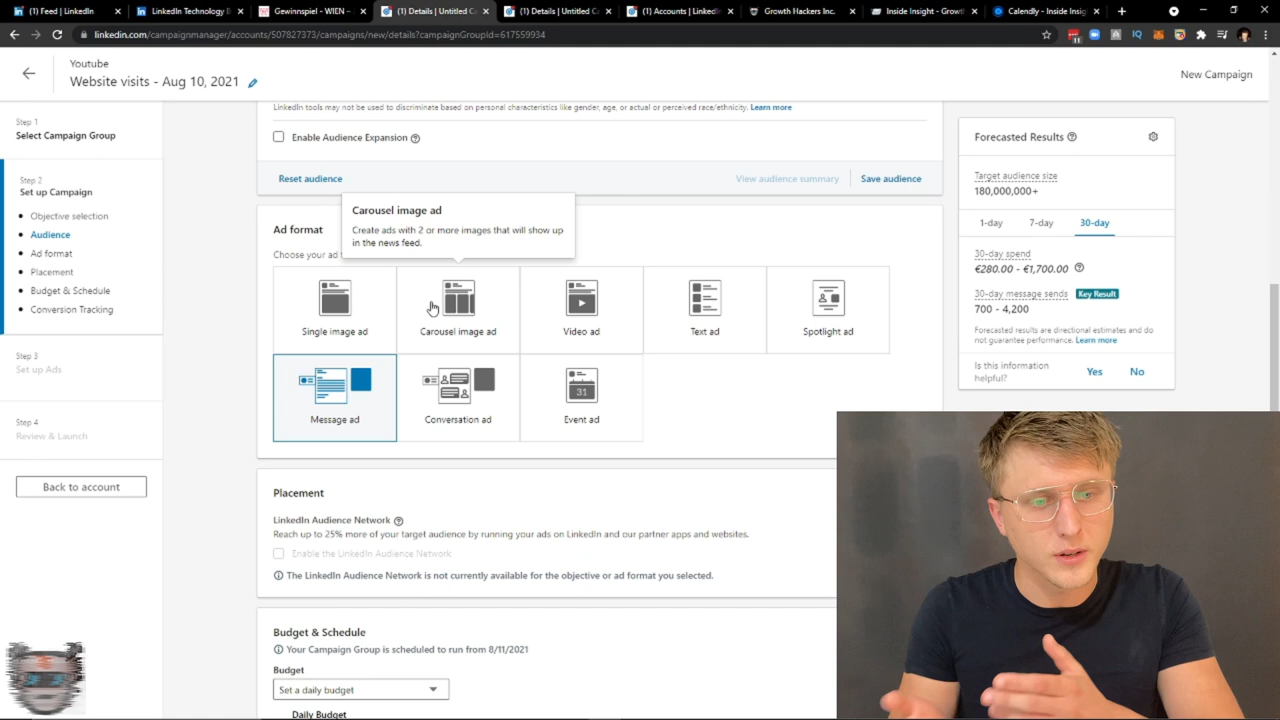 (1) Feed | LinkedIn
LinkedIn Technology B
Gewinnspiel – WIEN –
(1) Details | Untitled Ca
(1) Details | Untitled Ca
(1) Accounts | LinkedIn
Growth Hackers Inc.
Inside Insight - Growth
Calendly - Inside Insig
linkedin.com/campaignmanager/accounts/507827373/campaigns/new/details?campaignGroupId=617559934
Youtube
Website visits - Aug 10, 2021
New Campaign
Step 1
Select Campaign Group
Step 2
Set up Campaign
Objective selection
Audience
Ad format
Placement
Budget & Schedule
Conversion Tracking
Step 3
Set up Ads
Step 4
Review & Launch
Back to account
LinkedIn tools may not be used to discriminate based on personal characteristics like gender, age, or actual or perceived race/ethnicity. Learn more
Enable Audience Expansion
Reset audience
View audience summary
Save audience
Carousel image ad
Create ads with 2 or more images that will show up
in the news feed.
Ad format
Choose your ad
Single image ad
Carousel image ad
Video ad
Text ad
Spotlight ad
Message ad
Conversation ad
31
Event ad
Placement
LinkedIn Audience Network
Reach up to 25% more of your target audience by running your ads on LinkedIn and our partner apps and websites.
Enable the LinkedIn Audience Network
The LinkedIn Audience Network is not currently available for the objective or ad format you selected.
Budget & Schedule
Your Campaign Group is scheduled to run from 8/11/2021
Budget
Set a daily budget
Daily Budget
Forecasted Results
Target audience size
180,000,000+
1-day
7-day
30-day
30-day spend
€280.00 - €1,700.00
30-day message sends
Key Result
700 - 4,200
Forecasted results are directional estimates and do
not guarantee performance. Learn more
Is this information
helpful?
Yes
No